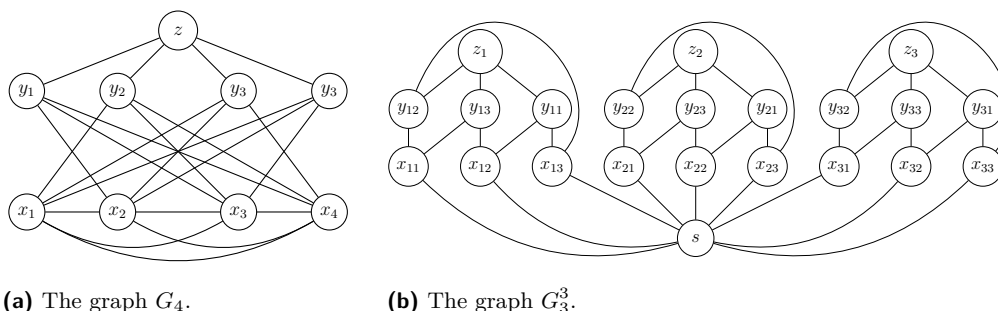 z
y₁ y₂ y₃ y₃
x₁ x₂ x₃ x₄
(a) The graph G₄.
z₁ z₂ z₃
y₁₂ y₁₃ y₁₁ y₂₂ y₂₃ y₂₁ y₃₂ y₃₃ y₃₁
x₁₁ x₁₂ x₁₃ x₂₁ x₂₂ x₂₃ x₃₁ x₃₂ x₃₃
s
(b) The graph G₃³.